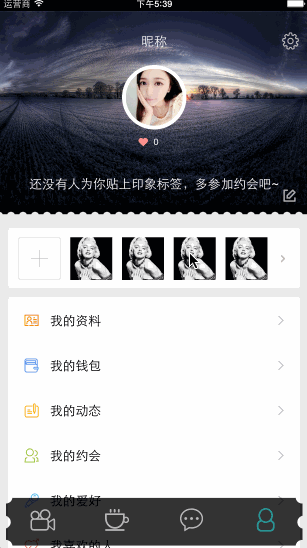 运营商 下午5:39
昵称
0
还没有人为你贴上印象标签，多参加约会吧~
我的资料
我的钱包
我的动态
我的约会
我的爱好
我喜欢的人